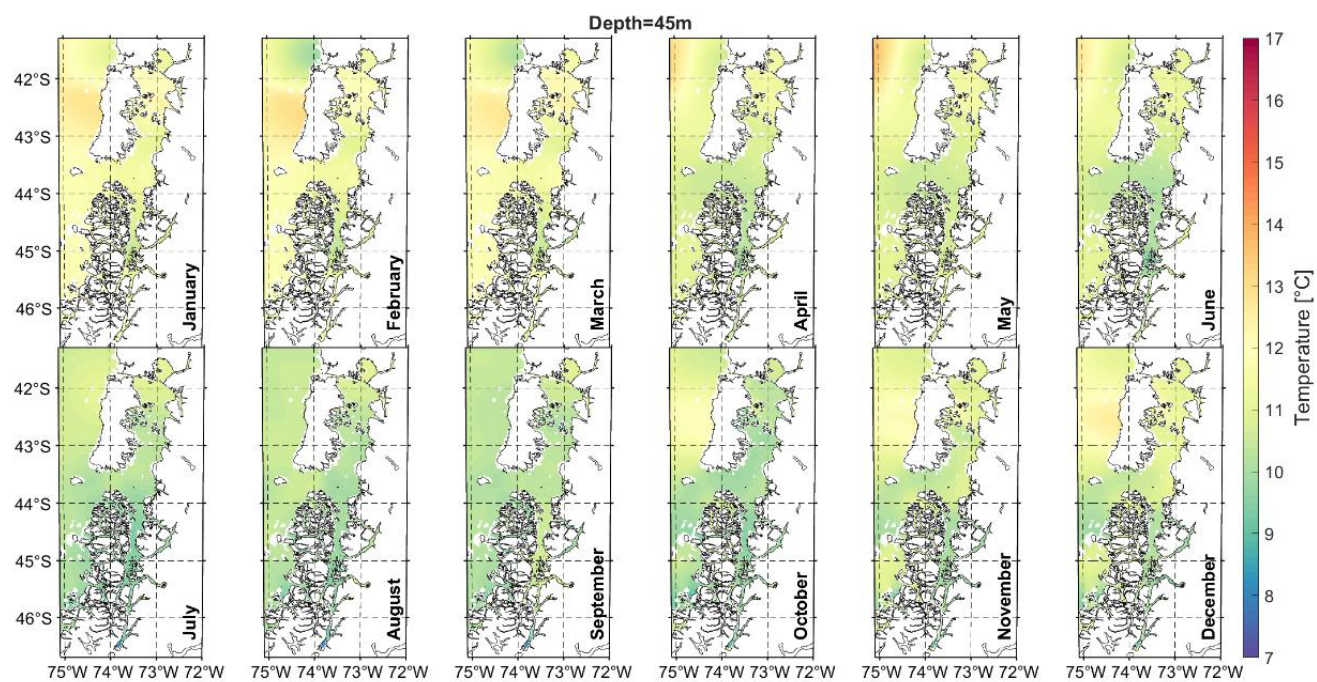 Depth=45m
42°S
43°S
44°S
45°S
46°S
January
February
March
April
May
June
42°S
43°S
44°S
45°S
46°S
July
August
September
October
November
December
75°W 74°W 73°W 72°W
75°W 74°W 73°W 72°W
75°W 74°W 73°W 72°W
75°W 74°W 73°W 72°W
75°W 74°W 73°W 72°W
75°W 74°W 73°W 72°W
17
16
15
14
13
12
11
10
9
8
7
Temperature [°C]